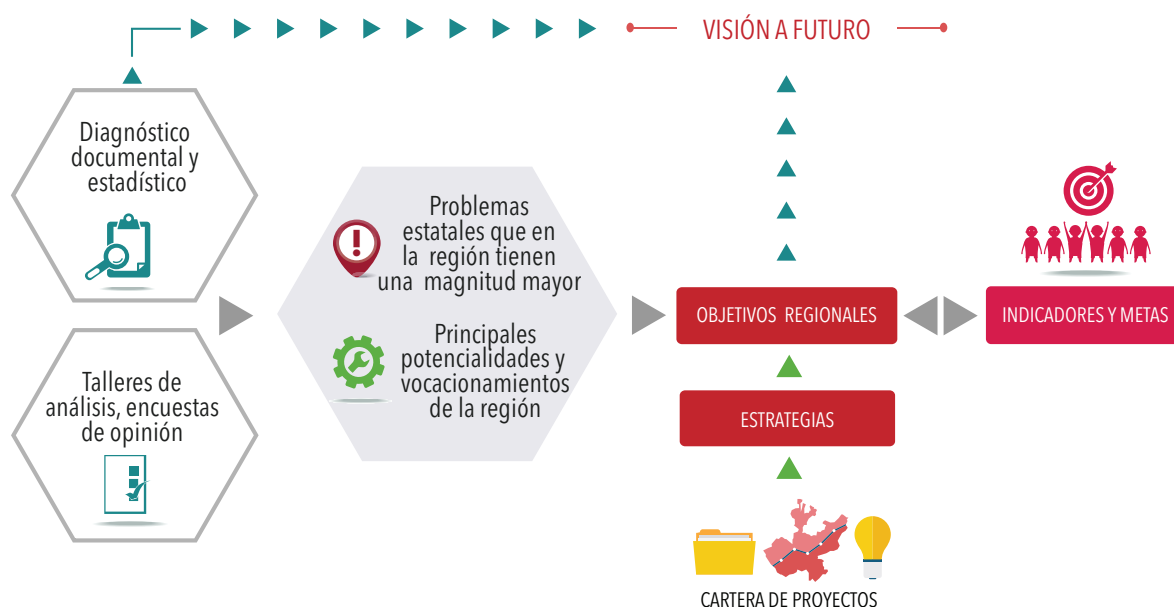 VISIÓN A FUTURO
Diagnóstico
documental y
estadístico
Talleres de
análisis, encuestas
de opinión
Problemas
estatales que en
la región tienen
una magnitud mayor
Principales
potencialidades y
vocacionamientos
de la región
OBJETIVOS REGIONALES
INDICADORES Y METAS
ESTRATEGIAS
CARTERA DE PROYECTOS